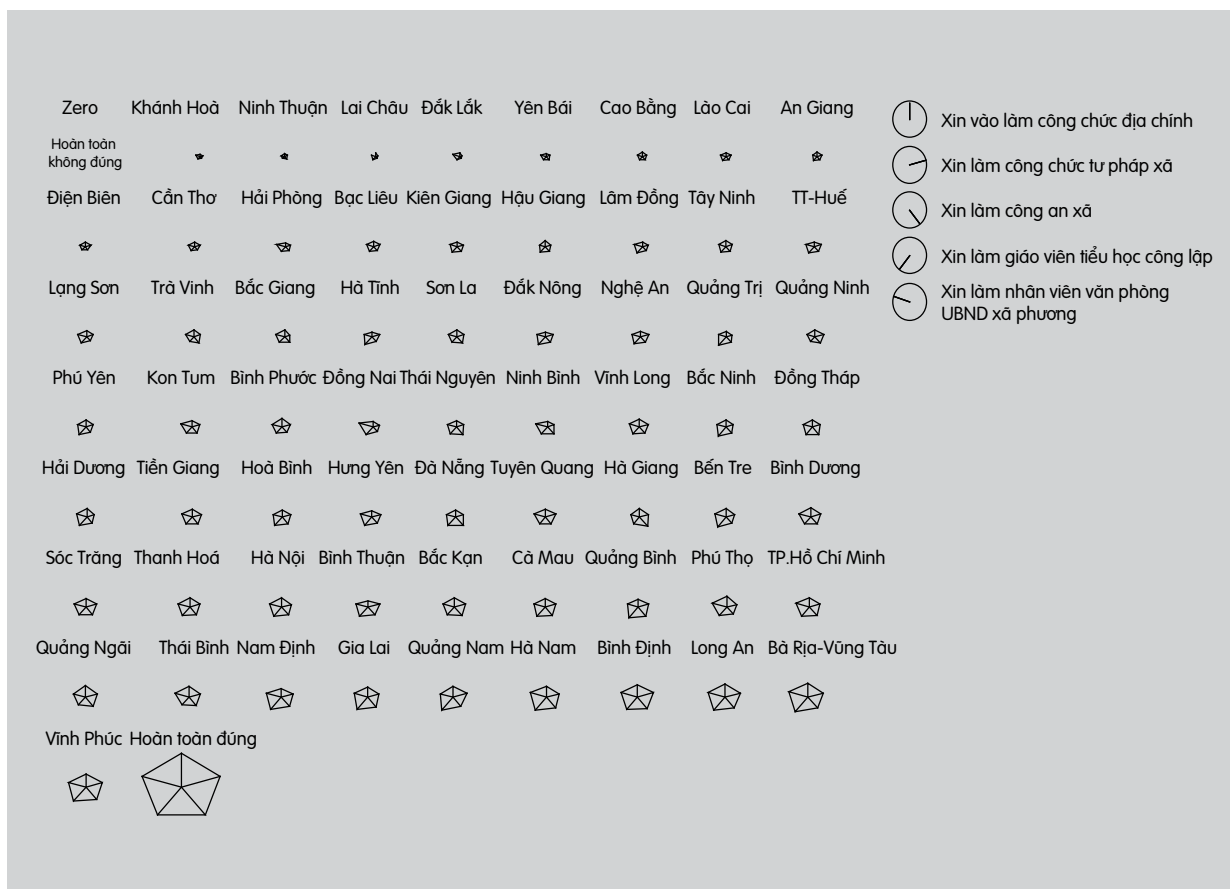 Zero Khánh Hoà Ninh Thuận Lai Châu Đắk Lắk Yên Bái Cao Bằng Lào Cai An Giang
Hoàn toàn
không đúng
Điện Biên Cần Thơ Hải Phòng Bạc Liêu Kiên Giang Hậu Giang Lâm Đồng Tây Ninh TT-Huế
Lạng Sơn Trà Vinh Bắc Giang Hà Tĩnh Sơn La Đắk Nông Nghệ An Quảng Trị Quảng Ninh
Phú Yên Kon Tum Bình Phước Đồng Nai Thái Nguyên Ninh Bình Vĩnh Long Bắc Ninh Đồng Tháp
Hải Dương Tiền Giang Hoà Bình Hưng Yên Đà Nẵng Tuyên Quang Hà Giang Bến Tre Bình Dương
Sóc Trăng Thanh Hoá Hà Nội Bình Thuận Bắc Kạn Cà Mau Quảng Bình Phú Thọ TP.Hồ Chí Minh
Quảng Ngãi Thái Bình Nam Định Gia Lai Quảng Nam Hà Nam Bình Định Long An Bà Rịa-Vũng Tàu
Vĩnh Phúc Hoàn toàn đúng
Xin vào làm công chức địa chính
Xin làm công chức tư pháp xã
Xin làm công an xã
Xin làm giáo viên tiểu học công lập
Xin làm nhân viên văn phòng
UBND xã phương